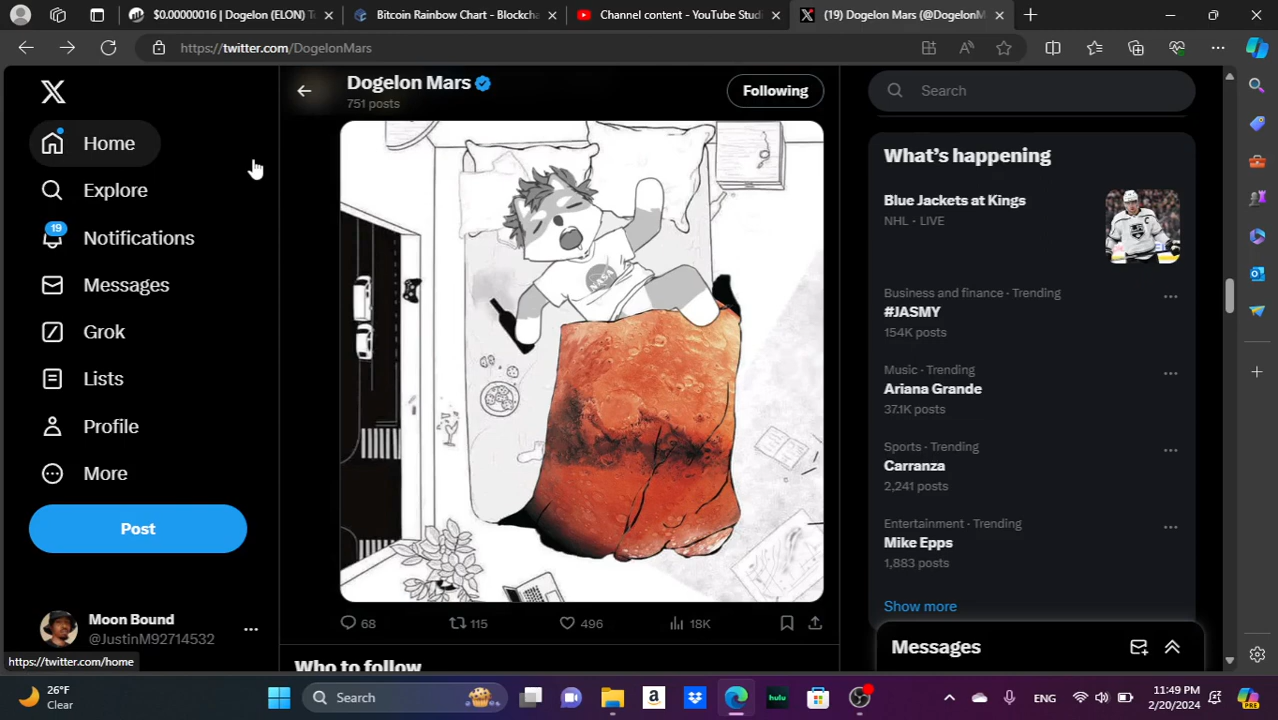 $0.00000016 | Dogelon (ELON) T
Bitcoin Rainbow Chart - Blockcha
Channel content - YouTube Studi
(19) Dogelon Mars (@DogelonM
https://twitter.com/DogelonMars
Dogelon Mars
751 posts
Following
Search
Home
Explore
Notifications
19
Messages
Grok
Lists
Profile
More
Post
Moon Bound
@JustinM92714532
https://twitter.com/home
NASA
68
115
496
18K
Who to follow
What's happening
Blue Jackets at Kings
NHL · LIVE
Business and finance · Trending
#JASMY
154K posts
Music · Trending
Ariana Grande
37.1K posts
Sports · Trending
Carranza
2,241 posts
Entertainment · Trending
Mike Epps
1,883 posts
Show more
Messages
26°F
Clear
Search
hulu
ENG
11:49 PM
2/20/2024
PRE